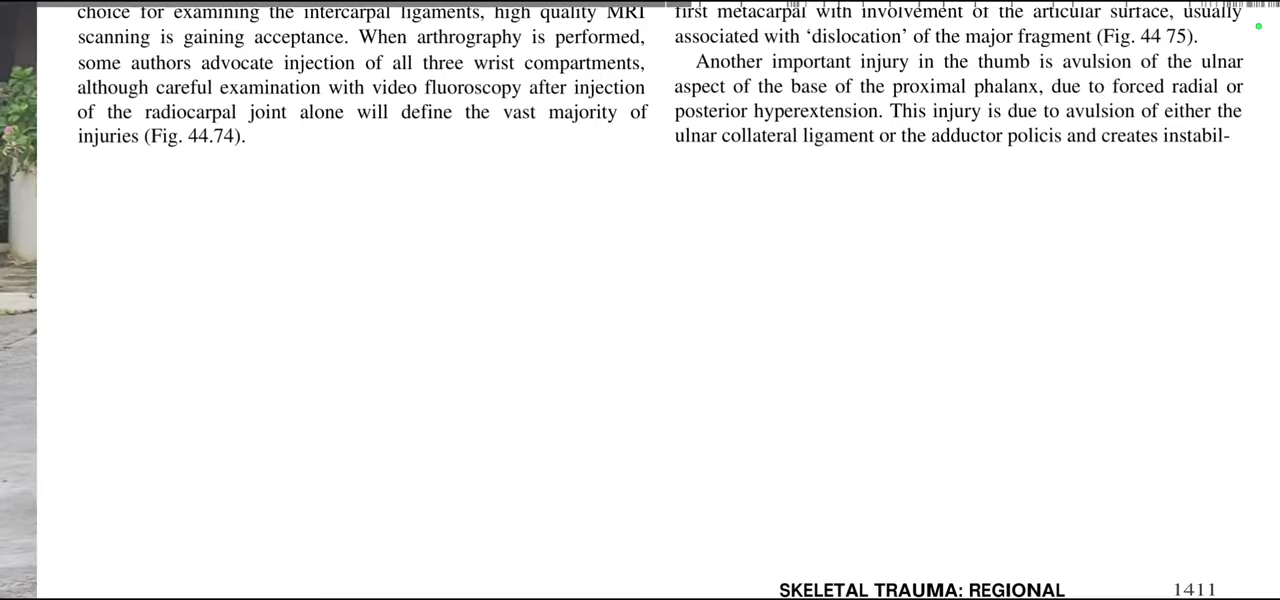 choice for examining the intercarpal ligaments, high quality MRI
scanning is gaining acceptance. When arthrography is performed,
some authors advocate injection of all three wrist compartments,
although careful examination with video fluoroscopy after injection
of the radiocarpal joint alone will define the vast majority of
injuries (Fig. 44.74).
first metacarpal with involvement of the articular surface, usually
associated with ‘dislocation’ of the major fragment (Fig. 44 75).
Another important injury in the thumb is avulsion of the ulnar
aspect of the base of the proximal phalanx, due to forced radial or
posterior hyperextension. This injury is due to avulsion of either the
ulnar collateral ligament or the adductor policis and creates instabil-
SKELETAL TRAUMA: REGIONAL 1411